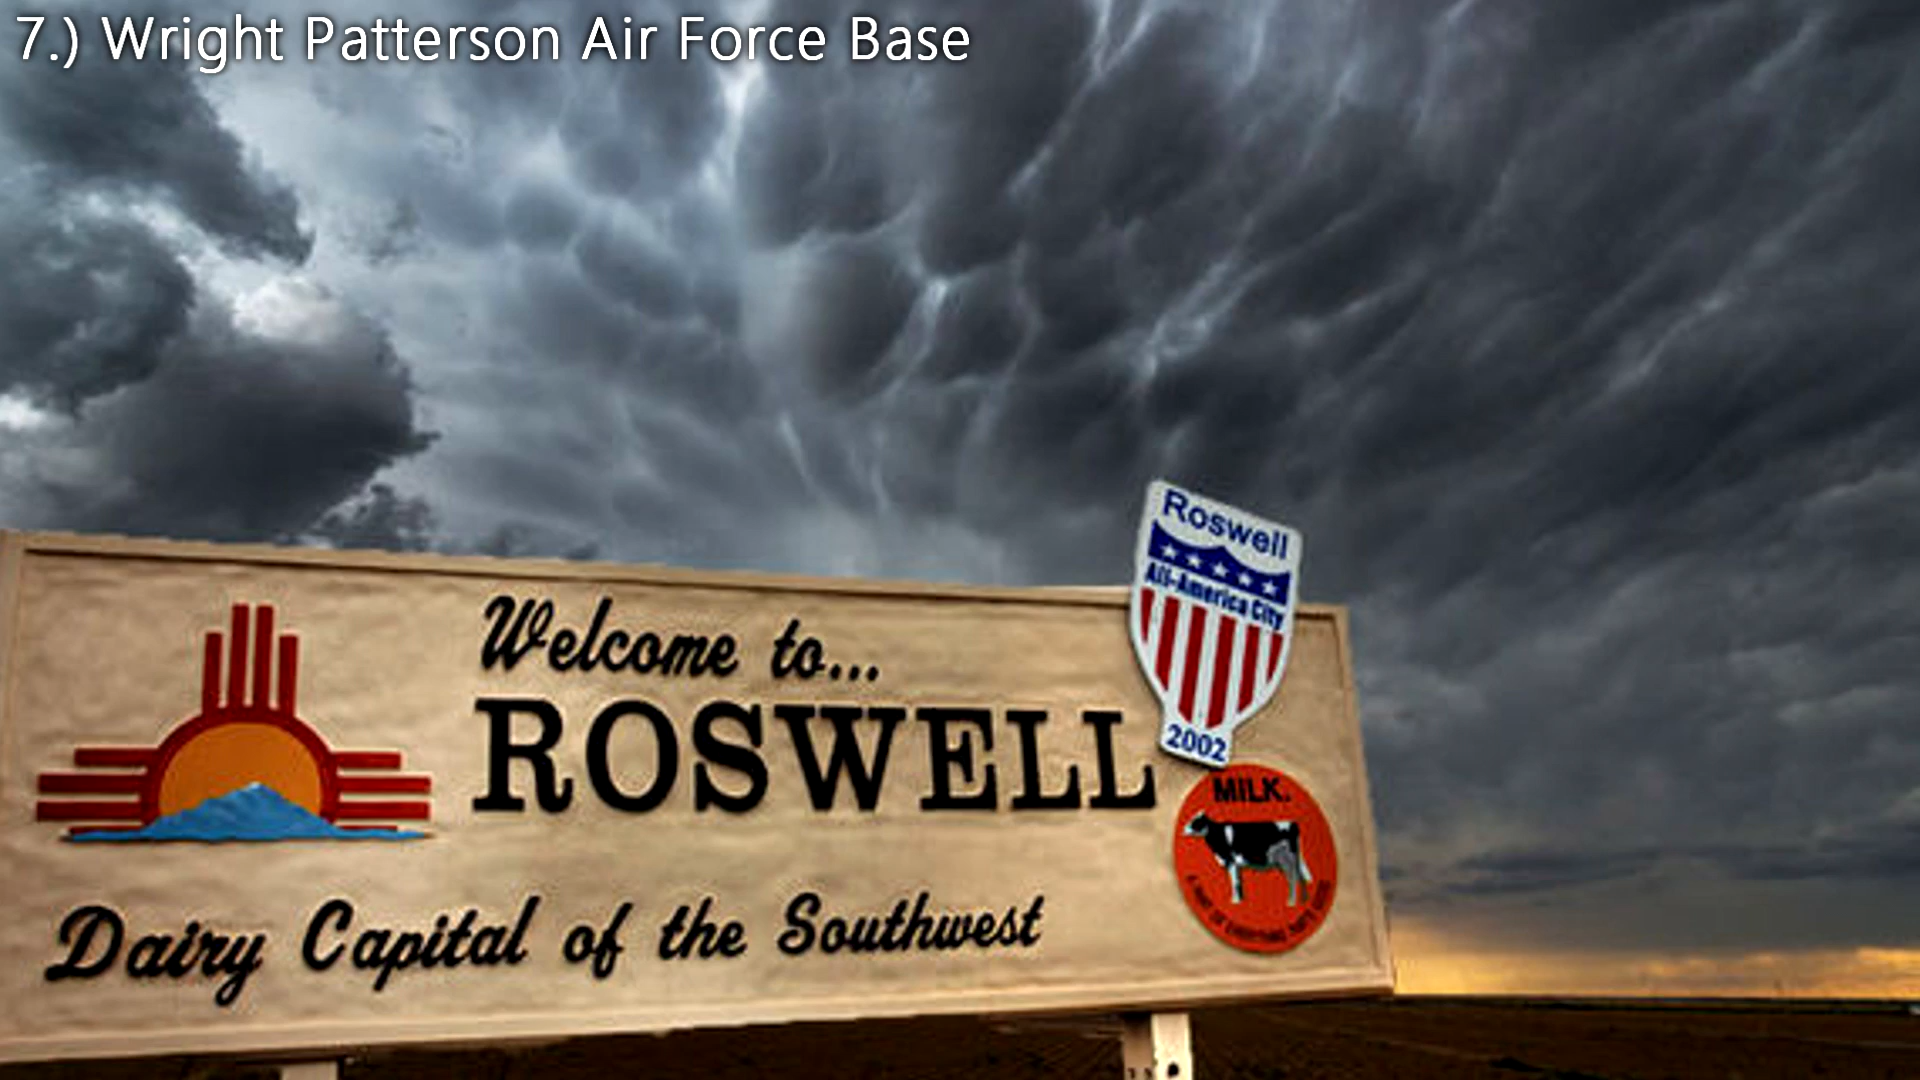 7.) Wright Patterson Air Force Base
Roswell
All-America City
2002
Welcome to...
ROSWELL
MILK.
Dairy Capital of the Southwest